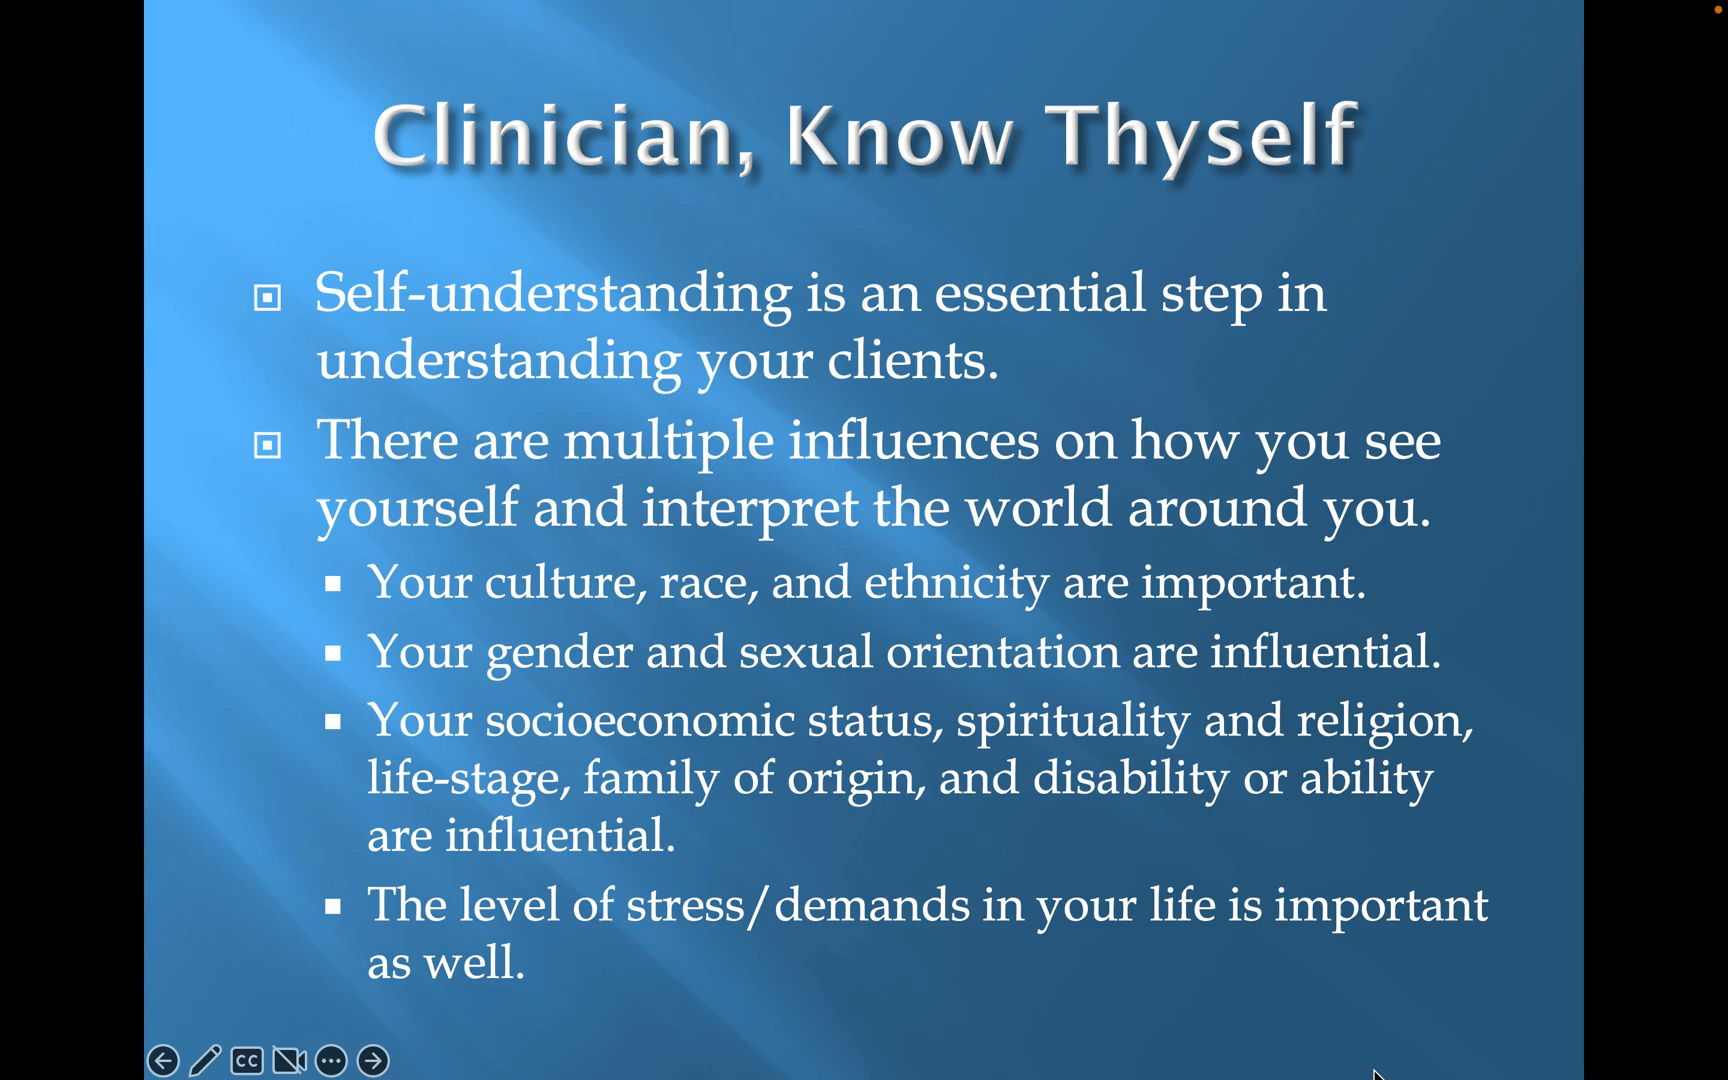 Clinician, Know Thyself
Self-understanding is an essential step in
understanding your clients.
There are multiple influences on how you see
yourself and interpret the world around you.
Your culture, race, and ethnicity are important.
Your gender and sexual orientation are influential.
Your socioeconomic status, spirituality and religion,
life-stage, family of origin, and disability or ability
are influential.
The level of stress/demands in your life is important
as well.
CC